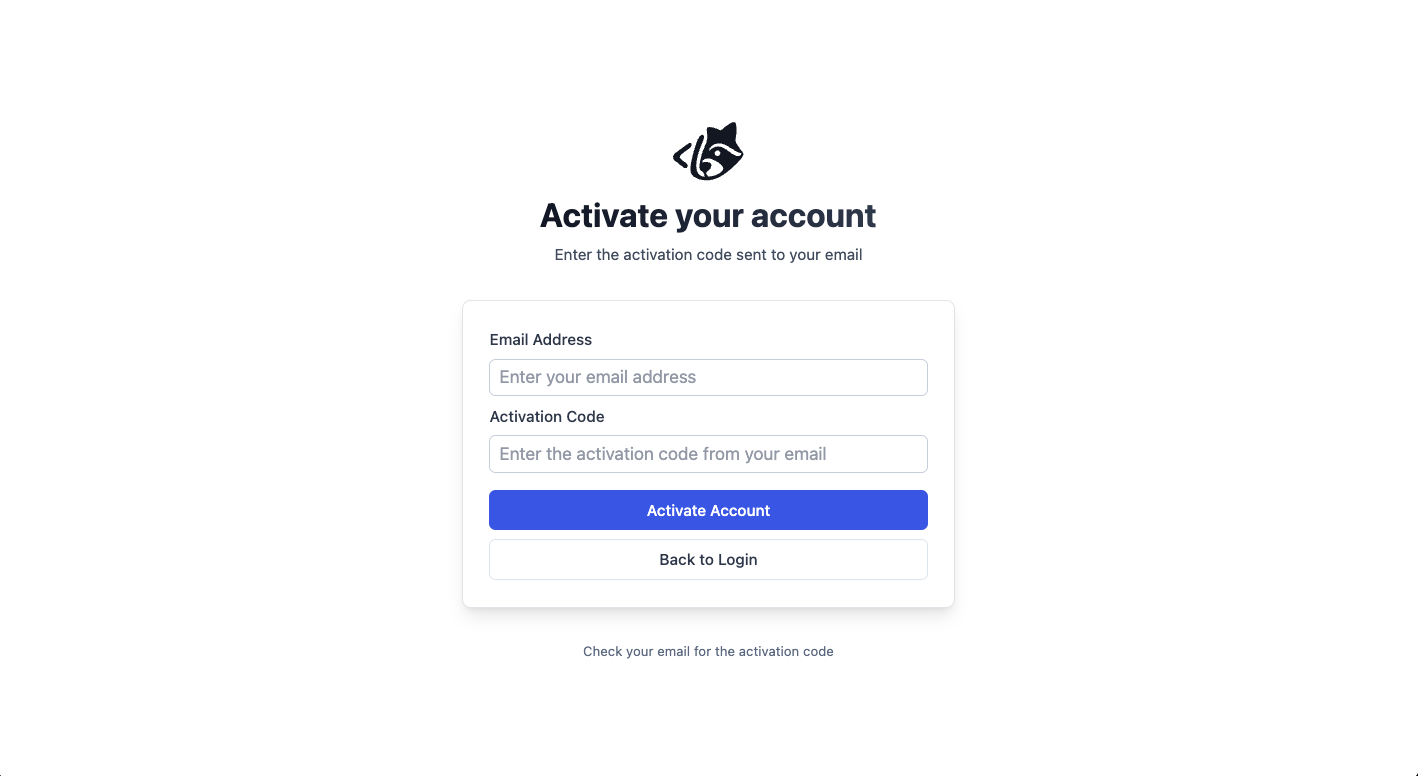 Activate your account
Enter the activation code sent to your email
Email Address
Enter your email address
Activation Code
Enter the activation code from your email
Activate Account
Back to Login
Check your email for the activation code